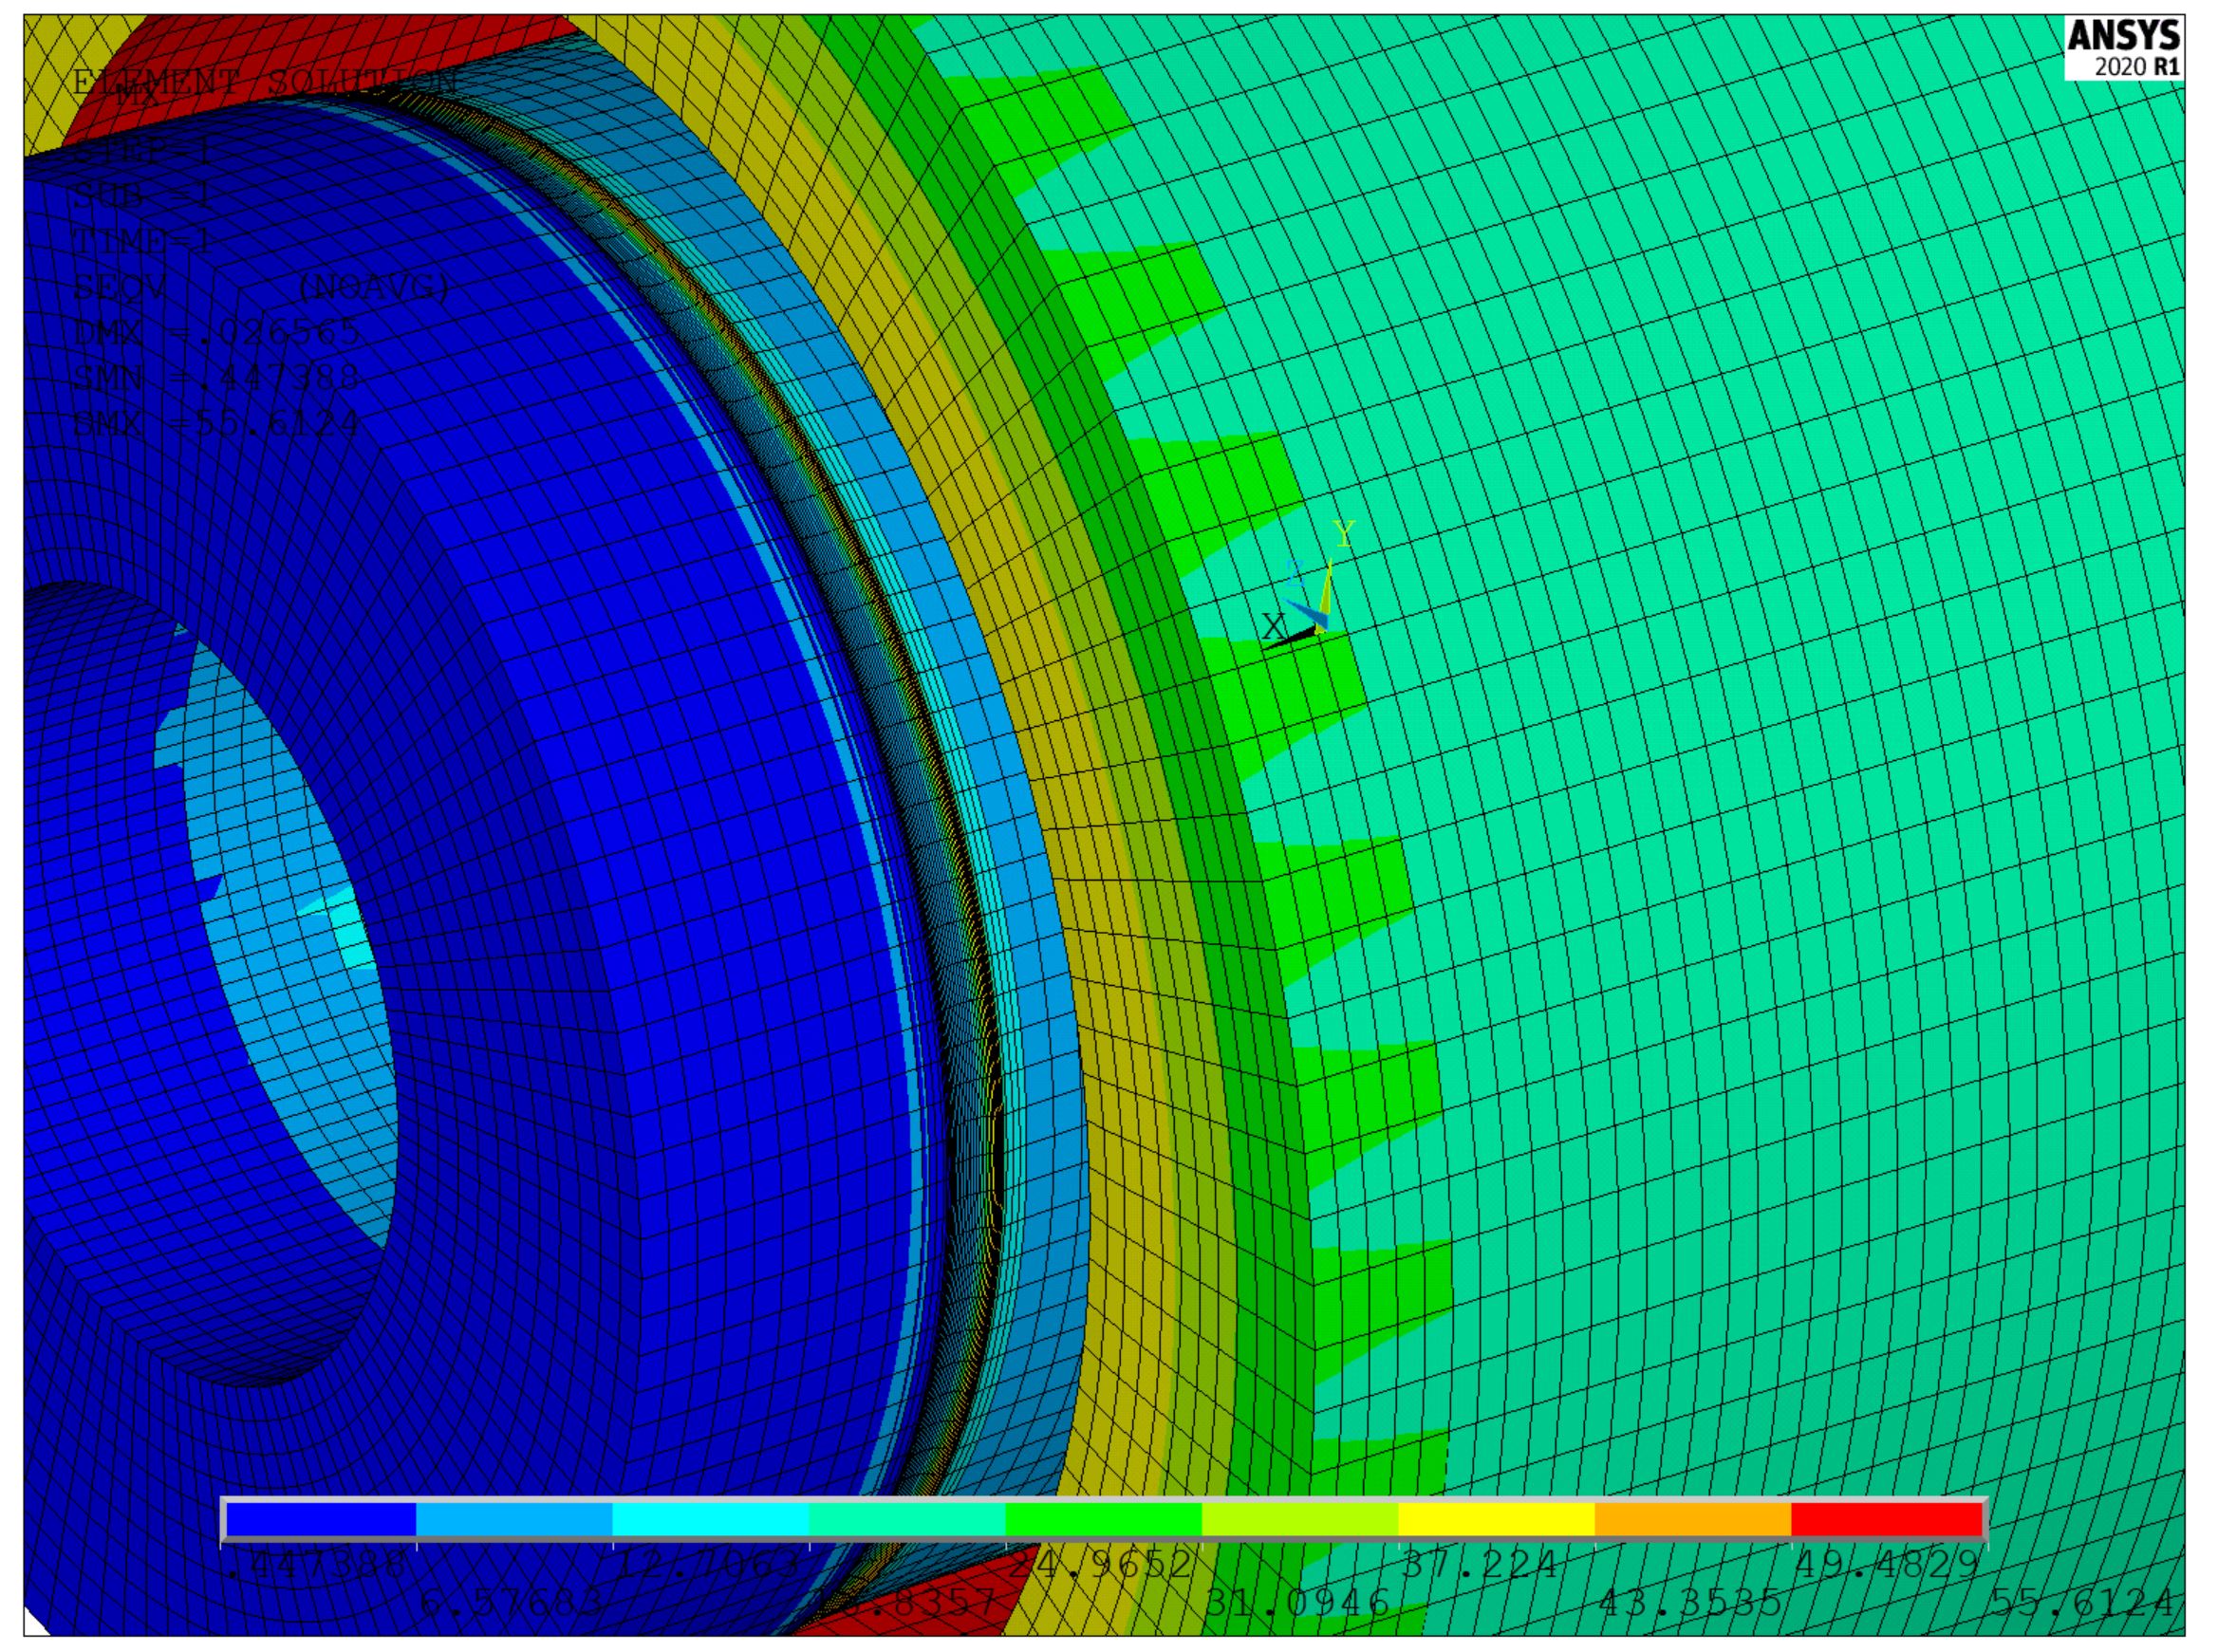 ANSYS
2020 R1
ELEMENT SOLUTION
MX
STEP=1
SUB =1
TIME=1
SEQV (NOAVG)
DMX =.026565
SMN =.447388
SMX =55.6124
Y
Z
X
.447388 12.7063 24.9652 37.224 49.4829
6.57683 18.8357 31.0946 43.3535 55.6124